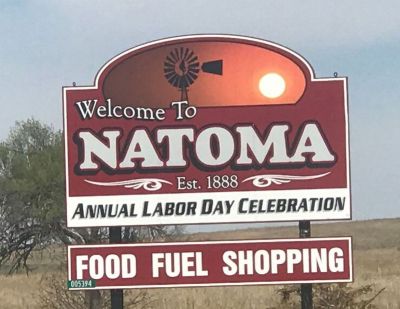 Welcome To
NATOMA
Est. 1888
ANNUAL LABOR DAY CELEBRATION
FOOD FUEL SHOPPING
005394